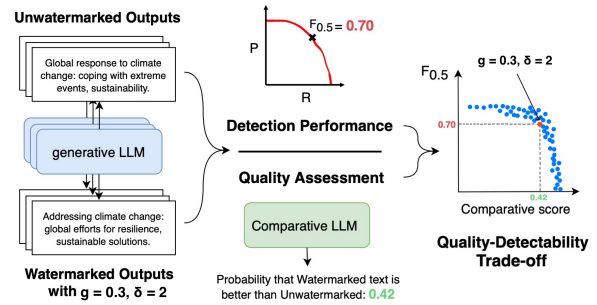 Unwatermarked Outputs
Global response to climate
change: coping with extreme
events, sustainability.
generative LLM
Addressing climate change:
global efforts for resilience,
sustainable solutions.
Watermarked Outputs
with g = 0.3, δ = 2
P
F0.5 = 0.70
R
Detection Performance
Quality Assessment
Comparative LLM
Probability that Watermarked text is
better than Unwatermarked: 0.42
F0.5
g = 0.3, δ = 2
0.70
0.42
Comparative score
Quality-Detectability
Trade-off